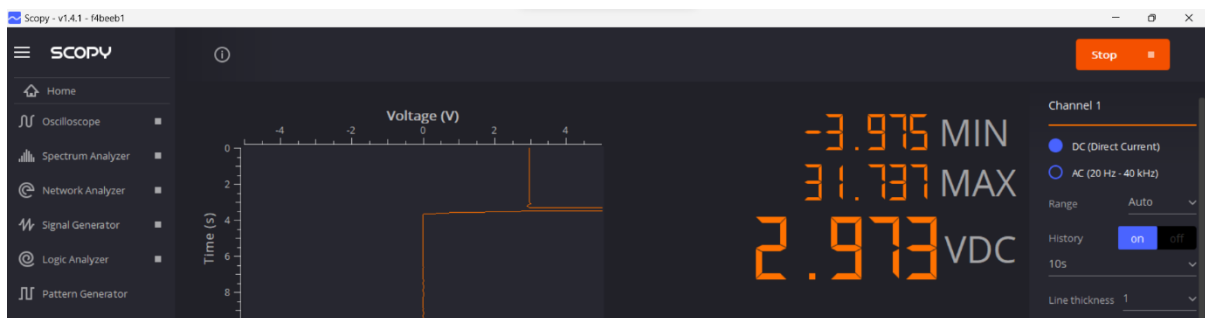 Scopy - v1.4.1 - f4beeb1
SCOPY
Stop
Home
Oscilloscope
Spectrum Analyzer
Network Analyzer
Signal Generator
Logic Analyzer
Pattern Generator
Voltage (V)
-4 -2 0 2 4
Time (s)
0
2
4
6
8
-3.975 MIN
31.737 MAX
2.973 VDC
Channel 1
DC (Direct Current)
AC (20 Hz - 40 kHz)
Range Auto
History on off
10s
Line thickness 1